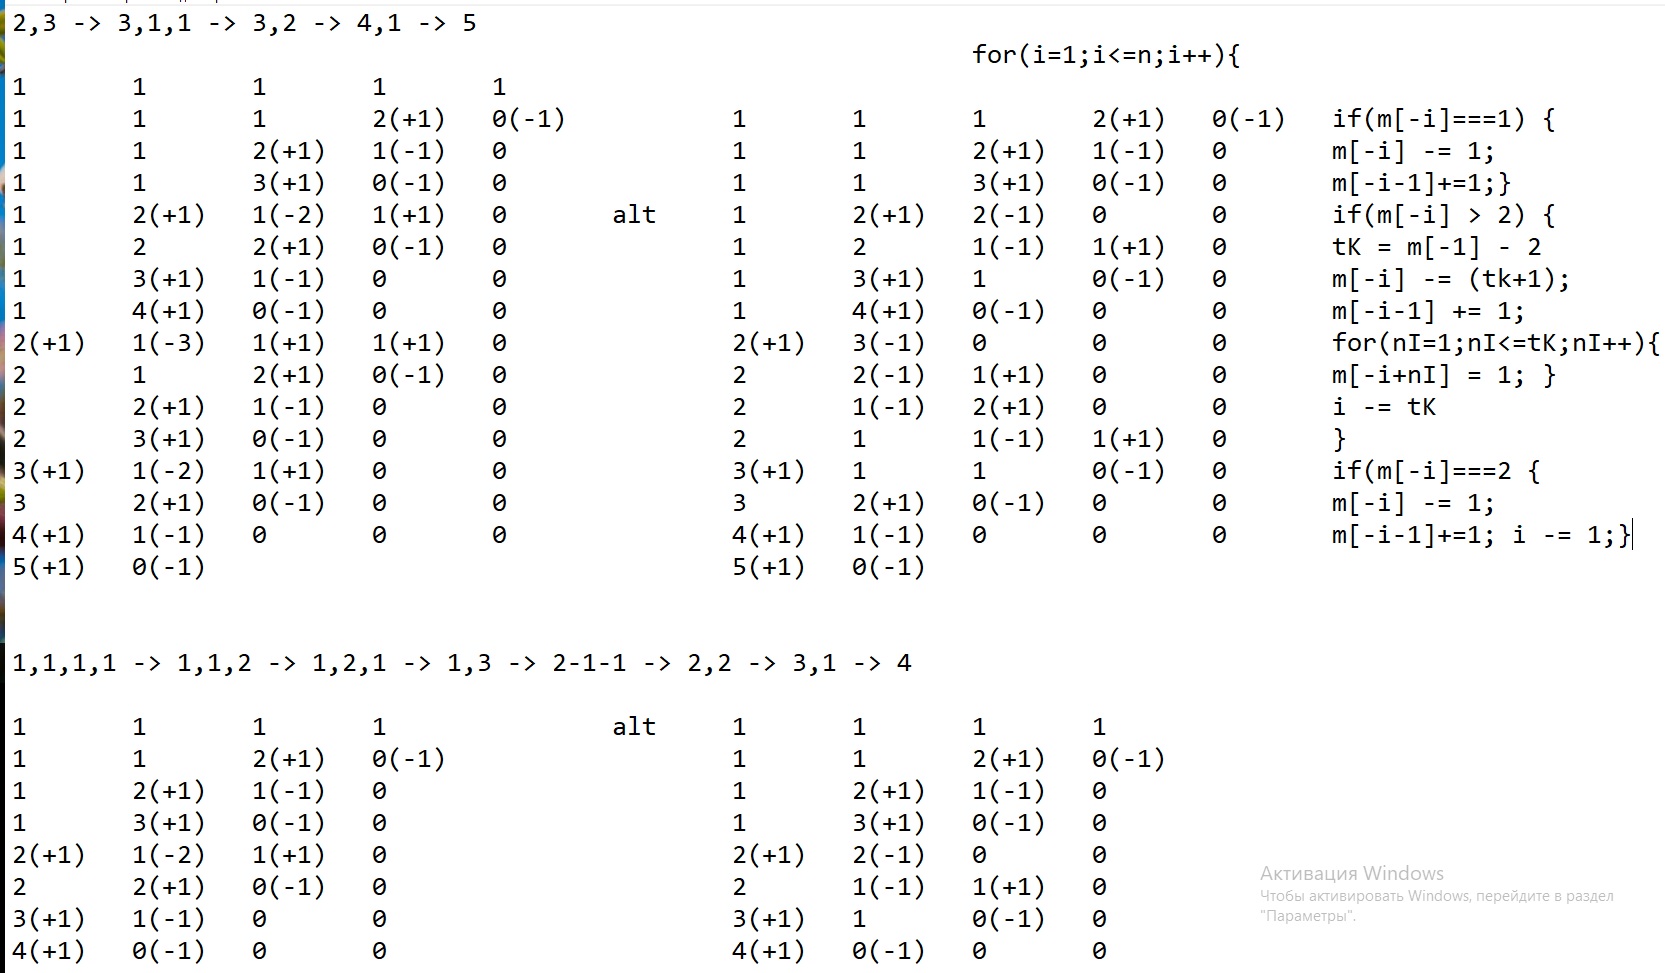 2,3 -> 3,1,1 -> 3,2 -> 4,1 -> 5
for(i=1;i<=n;i++){
1 1 1 1 1
1 1 1 2(+1) 0(-1) 1 1 1 2(+1) 0(-1) if(m[-i]===1) {
1 1 2(+1) 1(-1) 0 1 1 2(+1) 1(-1) 0 m[-i] -= 1;
1 1 3(+1) 0(-1) 0 1 1 3(+1) 0(-1) 0 m[-i-1]+=1;}
1 2(+1) 1(-2) 1(+1) 0 alt 1 2(+1) 2(-1) 0 0 if(m[-i] > 2) {
1 2 2(+1) 0(-1) 0 1 2 1(-1) 1(+1) 0 tK = m[-1] - 2
1 3(+1) 1(-1) 0 0 1 3(+1) 1 0(-1) 0 m[-i] -= (tk+1);
1 4(+1) 0(-1) 0 0 1 4(+1) 0(-1) 0 0 m[-i-1] += 1;
2(+1) 1(-3) 1(+1) 1(+1) 0 2(+1) 3(-1) 0 0 0 for(nI=1;nI<=tK;nI++){
2 1 2(+1) 0(-1) 0 2 2(-1) 1(+1) 0 0 m[-i+nI] = 1; }
2 2(+1) 1(-1) 0 0 2 1(-1) 2(+1) 0 0 i -= tK
2 3(+1) 0(-1) 0 0 2 1 1(-1) 1(+1) 0 }
3(+1) 1(-2) 1(+1) 0 0 3(+1) 1 1 0(-1) 0 if(m[-i]===2 {
3 2(+1) 0(-1) 0 0 3 2(+1) 0(-1) 0 0 m[-i] -= 1;
4(+1) 1(-1) 0 0 0 4(+1) 1(-1) 0 0 0 m[-i-1]+=1; i -= 1;}
5(+1) 0(-1) 5(+1) 0(-1)
1,1,1,1 -> 1,1,2 -> 1,2,1 -> 1,3 -> 2-1-1 -> 2,2 -> 3,1 -> 4
1 1 1 1 alt 1 1 1 1
1 1 2(+1) 0(-1) 1 1 2(+1) 0(-1)
1 2(+1) 1(-1) 0 1 2(+1) 1(-1) 0
1 3(+1) 0(-1) 0 1 3(+1) 0(-1) 0
2(+1) 1(-2) 1(+1) 0 2(+1) 2(-1) 0 0
2 2(+1) 0(-1) 0 2 1(-1) 1(+1) 0
3(+1) 1(-1) 0 0 3(+1) 1 0(-1) 0
4(+1) 0(-1) 0 0 4(+1) 0(-1) 0 0
Активация Windows
Чтобы активировать Windows, перейдите в раздел
"Параметры".